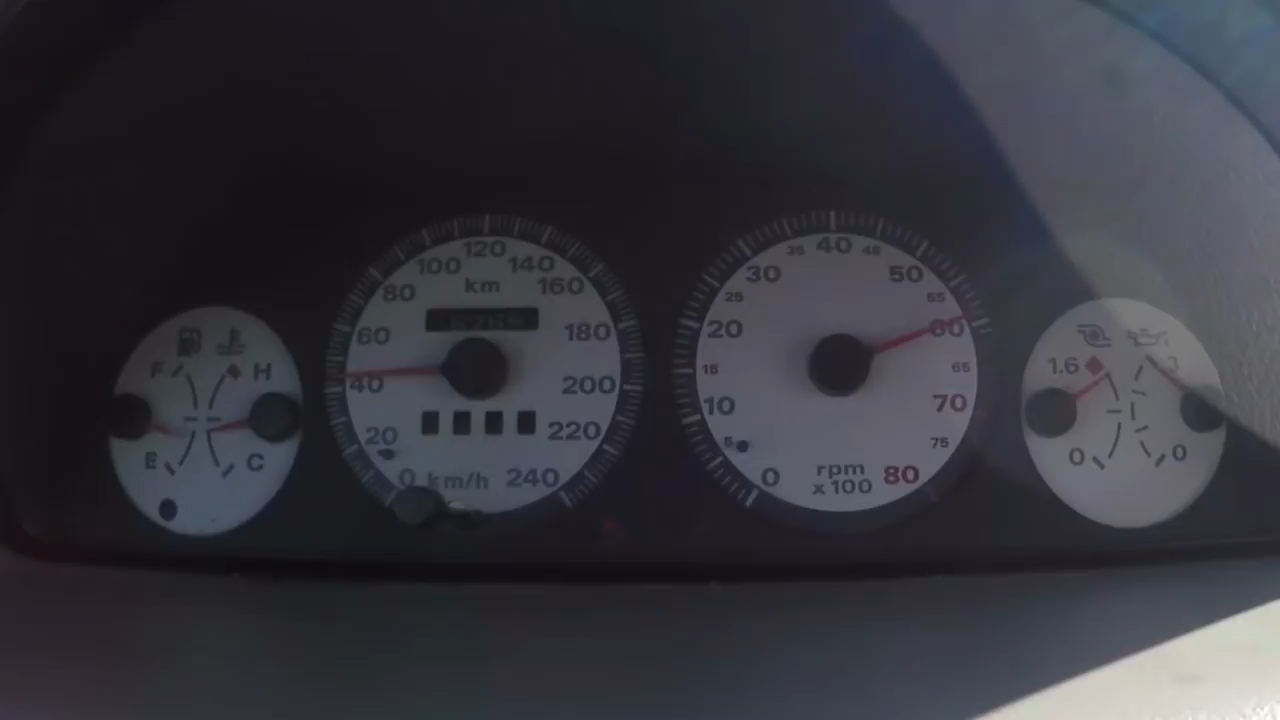 F H
E C
0 20 40 60 80 100 120 140 160 180 200 220 240
km
km/h
0 5 10 15 20 25 30 35 40 45 50 55 60 65 70 75 80
rpm
x 100
1.6
0 0